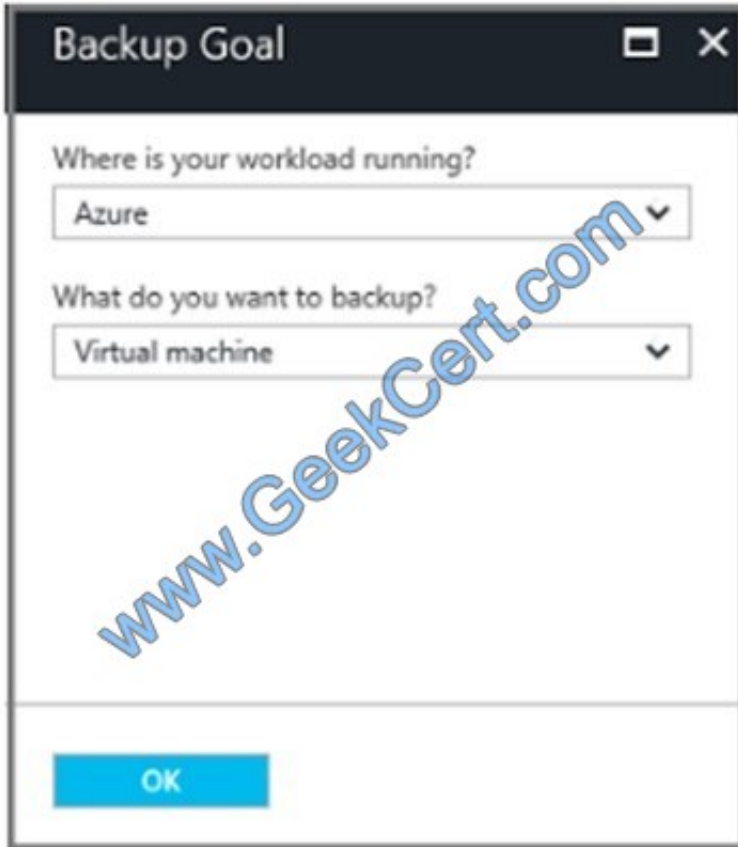 Backup Goal
Where is your workload running?
Azure
What do you want to backup?
Virtual machine
www.GeekCert.com
OK